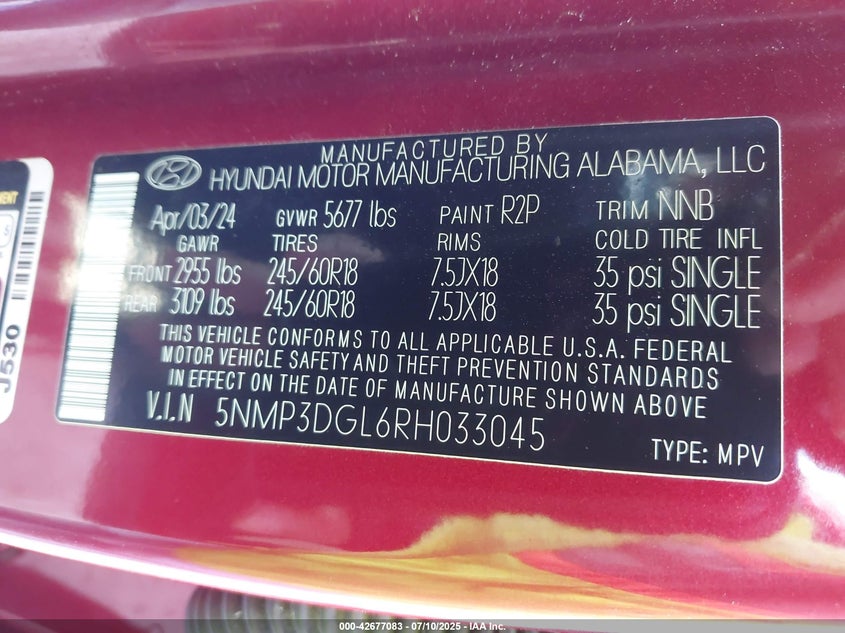 MANUFACTURED BY
HYUNDAI MOTOR MANUFACTURING ALABAMA, LLC
Apr/03/24 GVWR 5677 lbs PAINT R2P TRIM NNB
GAWR TIRES RIMS COLD TIRE INFL
FRONT 2955 lbs 245/60R18 7.5JX18 35 psi SINGLE
REAR 3109 lbs 245/60R18 7.5JX18 35 psi SINGLE
THIS VEHICLE CONFORMS TO ALL APPLICABLE U.S.A. FEDERAL
MOTOR VEHICLE SAFETY AND THEFT PREVENTION STANDARDS
IN EFFECT ON THE DATE OF MANUFACTURE SHOWN ABOVE
V.I.N 5NMP3DGL6RH033045
TYPE: MPV
J530
000-42677083 - 07/10/2025 - IAA Inc.